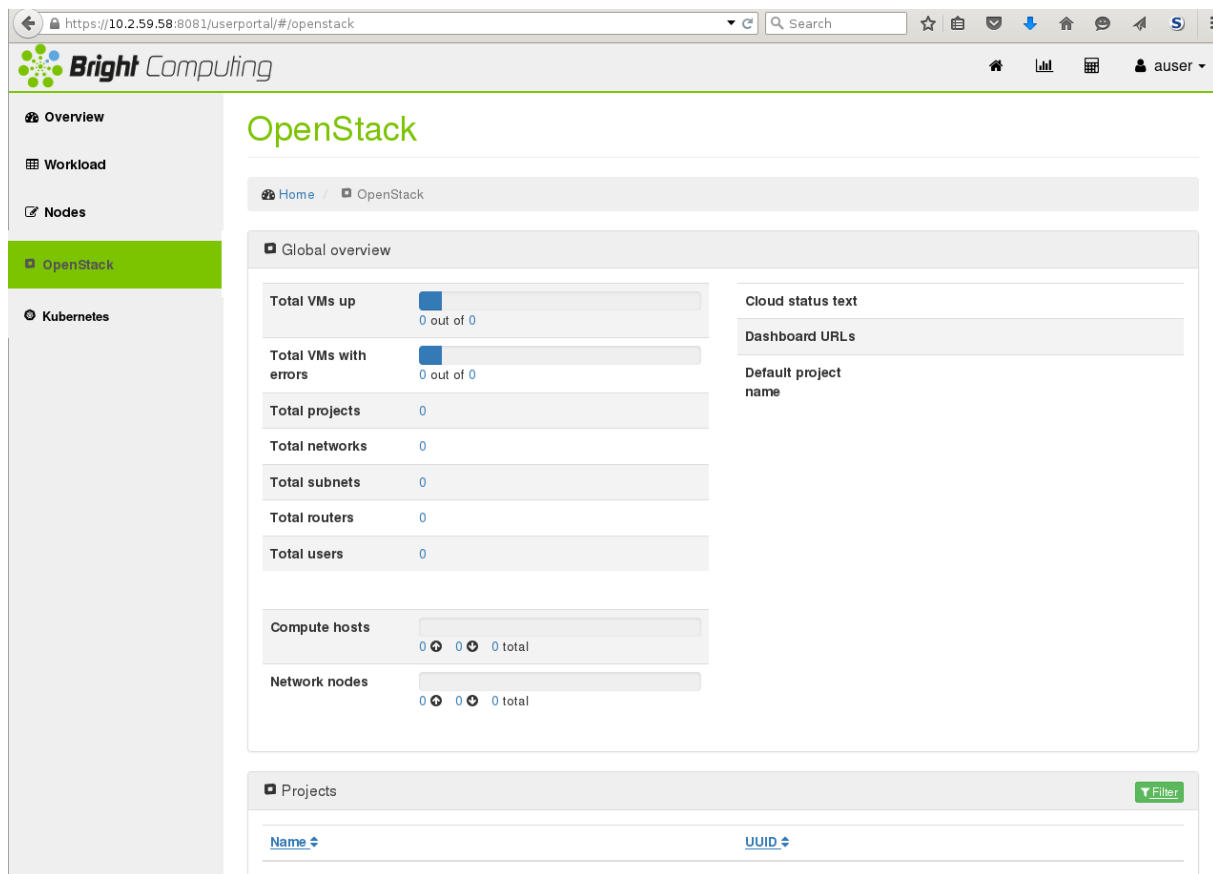 https://10.2.59.58:8081/userportal/#/openstack
Search
S
Bright Computing
auser
Overview
Workload
Nodes
OpenStack
Kubernetes
OpenStack
Home / OpenStack
Global overview
Total VMs up
0 out of 0
Total VMs with
errors
0 out of 0
Total projects 0
Total networks 0
Total subnets 0
Total routers 0
Total users 0
Compute hosts
0 0 0 total
Network nodes
0 0 0 total
Cloud status text
Dashboard URLs
Default project
name
Projects
Filter
Name UUID